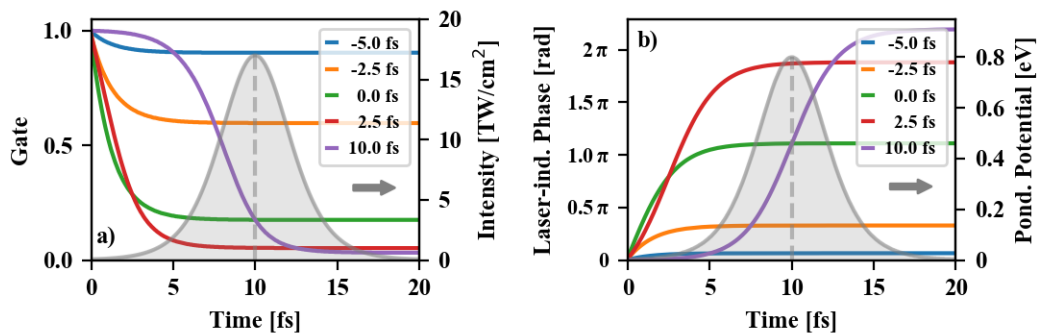 1.0
0.5
0.0
Gate
a)
-5.0 fs
-2.5 fs
0.0 fs
2.5 fs
10.0 fs
20
15
10
5
0
Intensity [TW/cm²]
0 5 10 15 20
Time [fs]
2 π
1.5 π
1.0 π
0.5 π
0
Laser-ind. Phase [rad]
b)
-5.0 fs
-2.5 fs
0.0 fs
2.5 fs
10.0 fs
0.8
0.6
0.4
0.2
0
Pond. Potential [eV]
0 5 10 15 20
Time [fs]